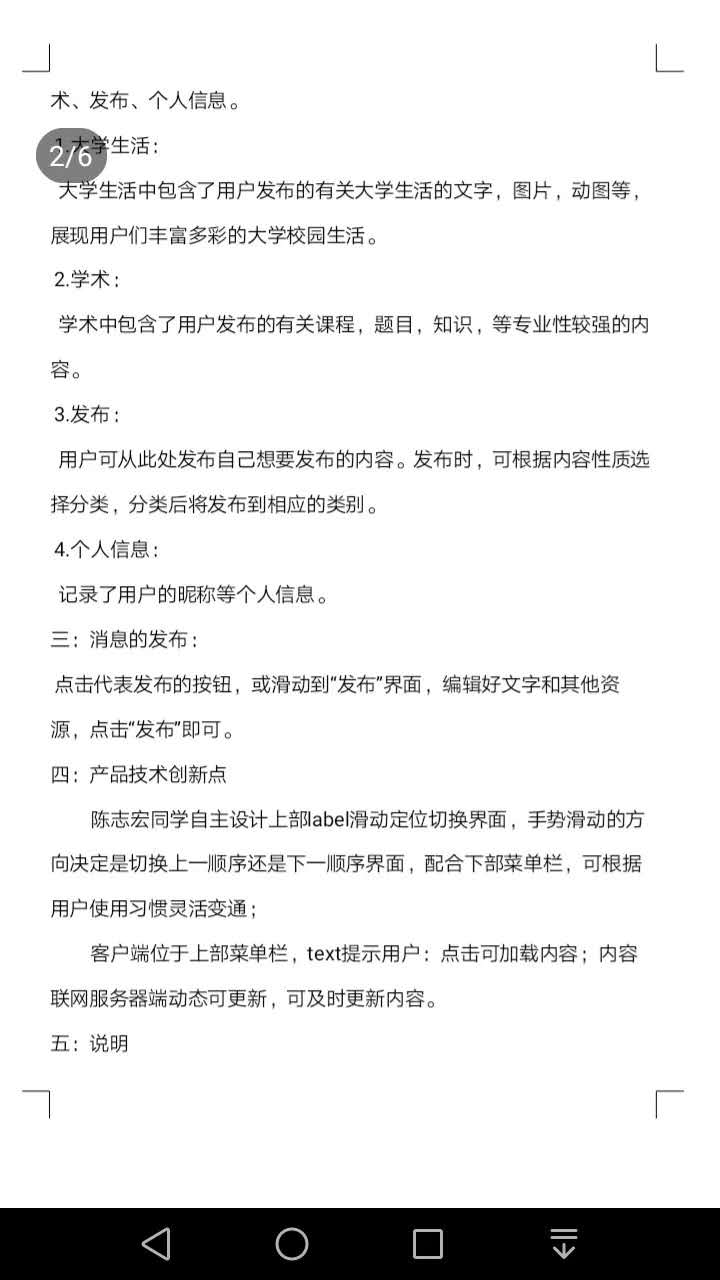 术、发布、个人信息。
1.大学生活：
2/6
大学生活中包含了用户发布的有关大学生活的文字，图片，动图等，
展现用户们丰富多彩的大学校园生活。
2.学术：
学术中包含了用户发布的有关课程，题目，知识，等专业性较强的内
容。
3.发布：
用户可从此处发布自己想要发布的内容。发布时，可根据内容性质选
择分类，分类后将发布到相应的类别。
4.个人信息：
记录了用户的昵称等个人信息。
三：消息的发布：
点击代表发布的按钮，或滑动到“发布”界面，编辑好文字和其他资
源，点击“发布”即可。
四：产品技术创新点
陈志宏同学自主设计上部label滑动定位切换界面，手势滑动的方
向决定是切换上一顺序还是下一顺序界面，配合下部菜单栏，可根据
用户使用习惯灵活变通；
客户端位于上部菜单栏，text提示用户：点击可加载内容；内容
联网服务器端动态可更新，可及时更新内容。
五：说明